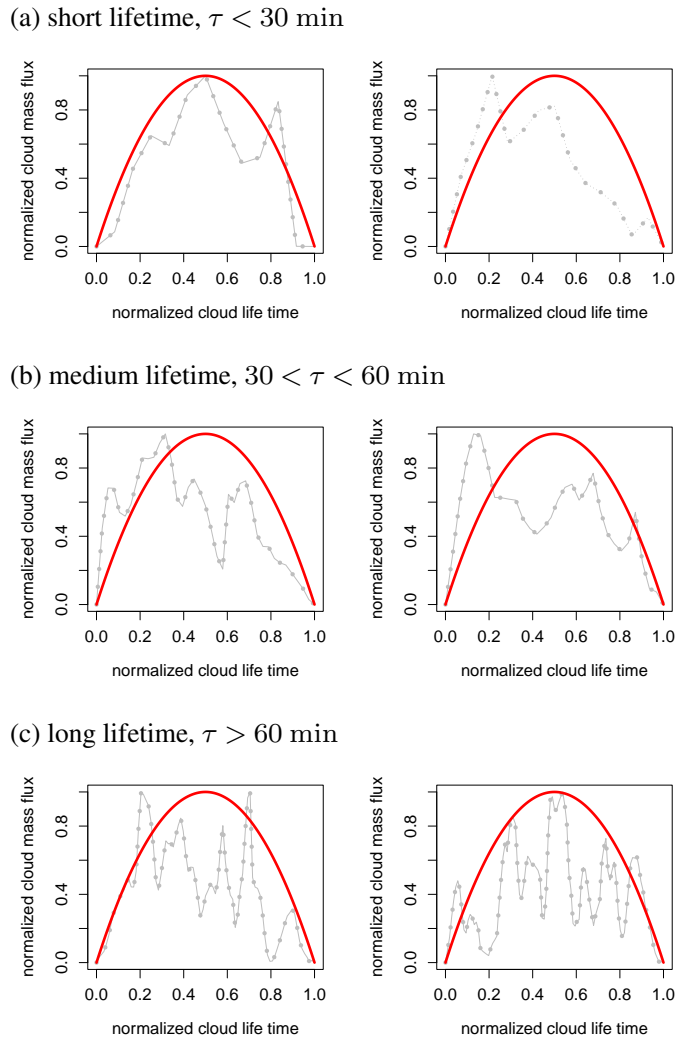 (a) short lifetime, τ < 30 min
normalized cloud mass flux
0.0 0.4 0.8
0.0 0.2 0.4 0.6 0.8 1.0
normalized cloud life time
normalized cloud mass flux
0.0 0.4 0.8
0.0 0.2 0.4 0.6 0.8 1.0
normalized cloud life time
(b) medium lifetime, 30 < τ < 60 min
normalized cloud mass flux
0.0 0.4 0.8
0.0 0.2 0.4 0.6 0.8 1.0
normalized cloud life time
normalized cloud mass flux
0.0 0.4 0.8
0.0 0.2 0.4 0.6 0.8 1.0
normalized cloud life time
(c) long lifetime, τ > 60 min
normalized cloud mass flux
0.0 0.4 0.8
0.0 0.2 0.4 0.6 0.8 1.0
normalized cloud life time
normalized cloud mass flux
0.0 0.4 0.8
0.0 0.2 0.4 0.6 0.8 1.0
normalized cloud life time